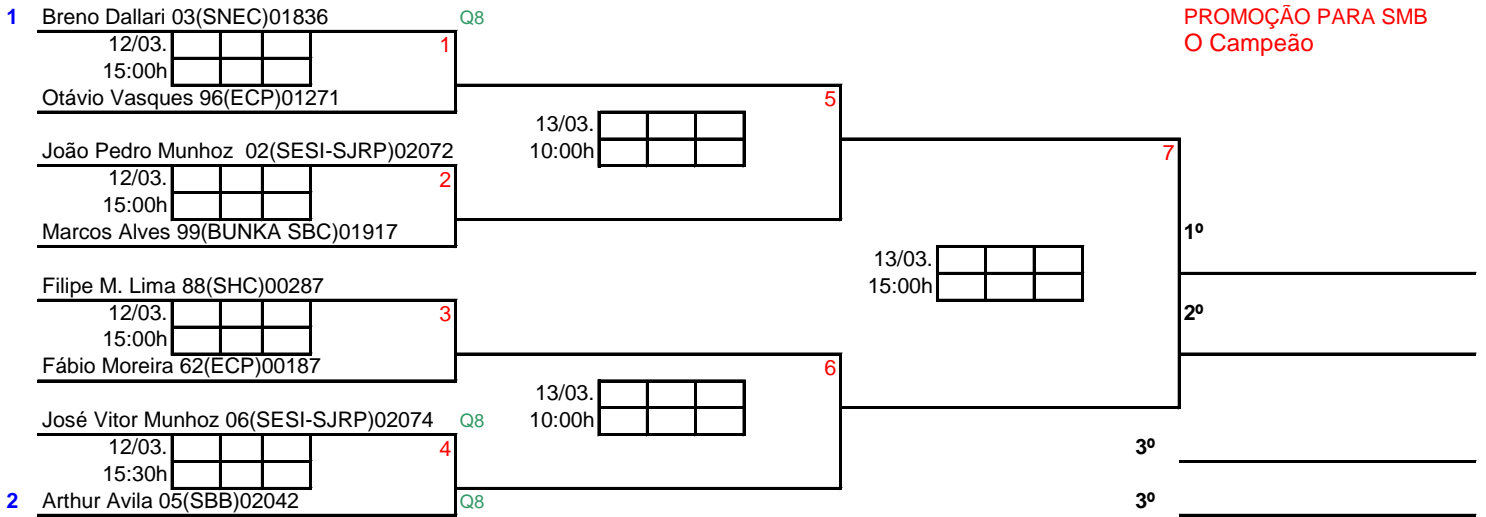 1 Breno Dallari 03(SNEC)01836 Q8
PROMOÇÃO PARA SMB
O Campeão
12/03. 1
15:00h
Otávio Vasques 96(ECP)01271
5
13/03.
10:00h
João Pedro Munhoz  02(SESI-SJRP)02072
7
12/03. 2
15:00h
Marcos Alves 99(BUNKA SBC)01917
1º
13/03.
15:00h
Filipe M. Lima 88(SHC)00287
12/03. 3
2º
15:00h
Fábio Moreira 62(ECP)00187
6
13/03.
10:00h
José Vitor Munhoz 06(SESI-SJRP)02074 Q8
12/03. 4
3º
15:30h
2 Arthur Avila 05(SBB)02042 Q8
3º